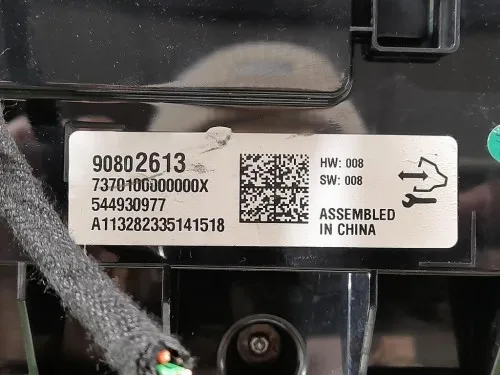 90802613
7370100000000X
544930977
A113282335141518
HW: 008
SW: 008
ASSEMBLED
IN CHINA